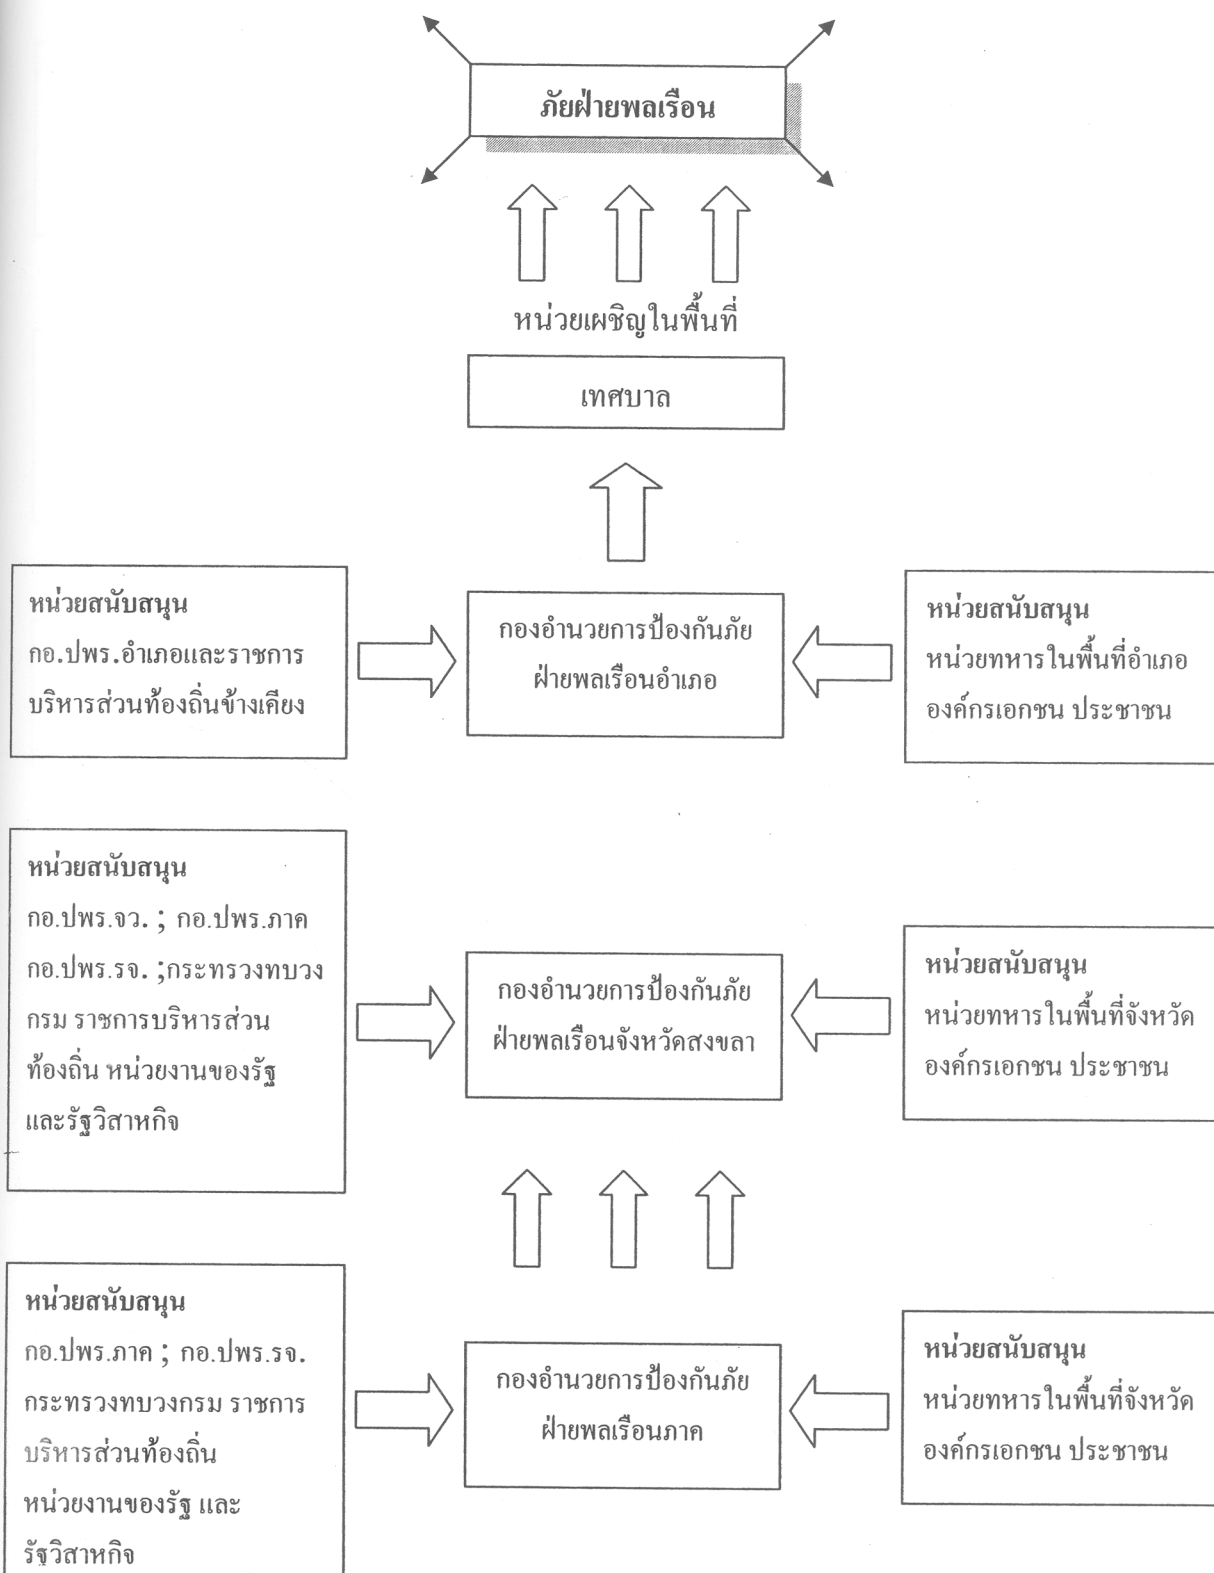 ภัยฝ่ายพลเรือน
หน่วยเผชิญในพื้นที่
เทศบาล
หน่วยสนับสนุน
กอ.ปพร.อำเภอและราชการ
บริหารส่วนท้องถิ่นข้างเคียง
กองอำนวยการป้องกันภัย
ฝ่ายพลเรือนอำเภอ
หน่วยสนับสนุน
หน่วยทหารในพื้นที่อำเภอ
องค์กรเอกชน ประชาชน
หน่วยสนับสนุน
กอ.ปพร.จว. ; กอ.ปพร.ภาค
กอ.ปพร.รจ. ;กระทรวงทบวง
กรม ราชการบริหารส่วน
ท้องถิ่น หน่วยงานของรัฐ
และรัฐวิสาหกิจ
กองอำนวยการป้องกันภัย
ฝ่ายพลเรือนจังหวัดสงขลา
หน่วยสนับสนุน
หน่วยทหารในพื้นที่จังหวัด
องค์กรเอกชน ประชาชน
หน่วยสนับสนุน
กอ.ปพร.ภาค ; กอ.ปพร.รจ.
กระทรวงทบวงกรม ราชการ
บริหารส่วนท้องถิ่น
หน่วยงานของรัฐ และ
รัฐวิสาหกิจ
กองอำนวยการป้องกันภัย
ฝ่ายพลเรือนภาค
หน่วยสนับสนุน
หน่วยทหารในพื้นที่จังหวัด
องค์กรเอกชน ประชาชน